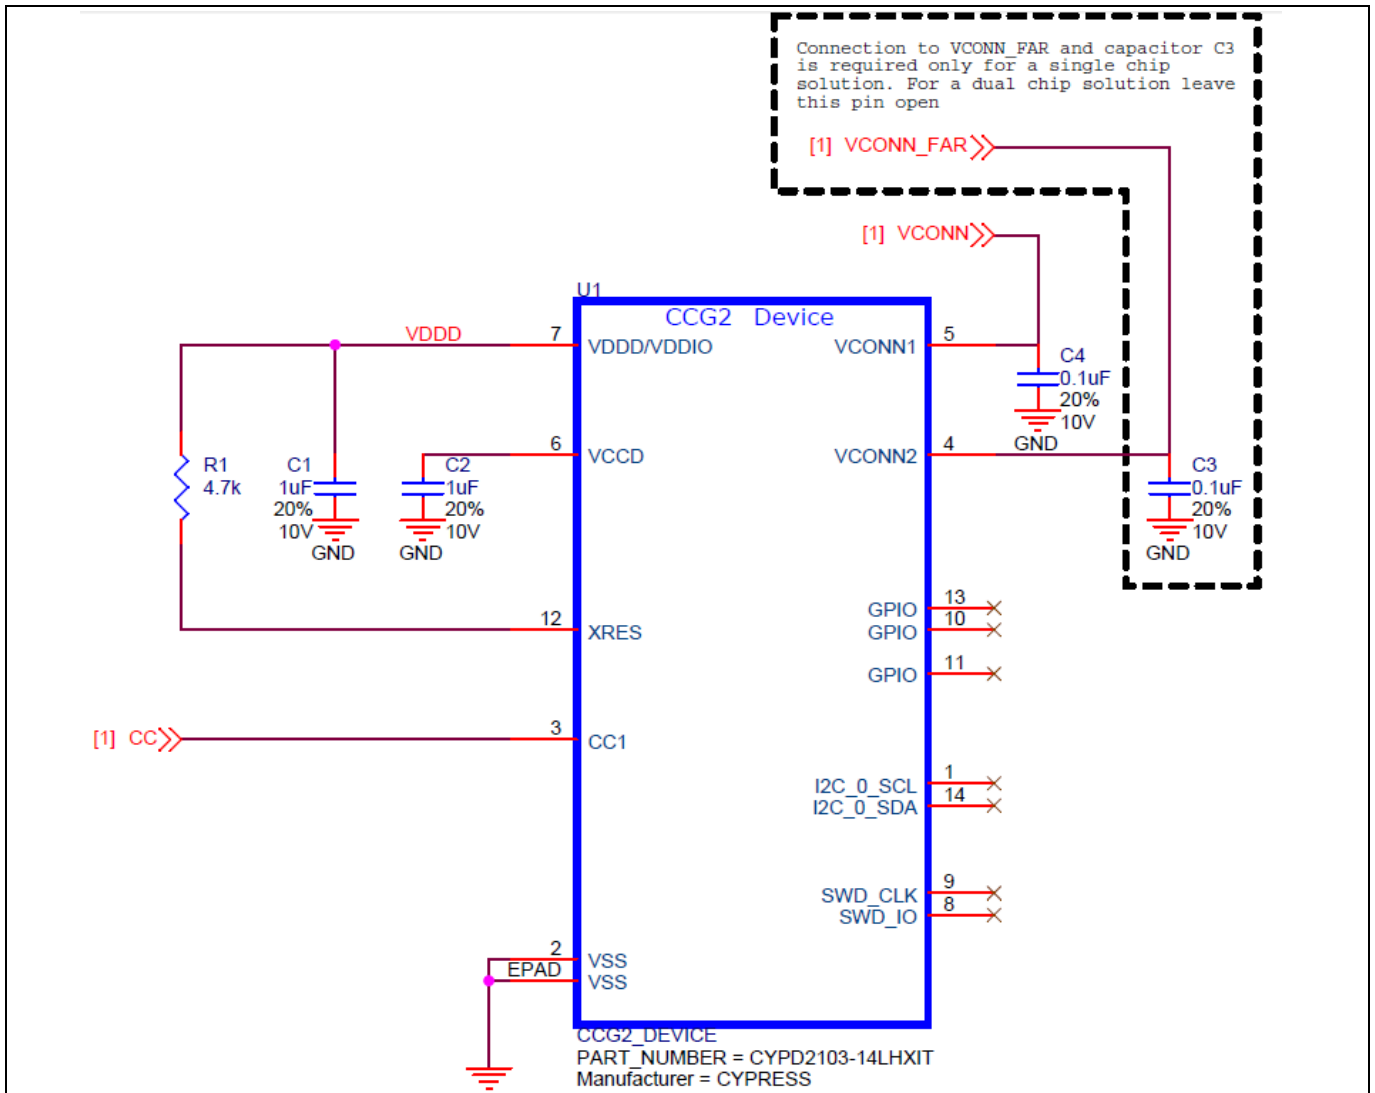 Connection to VCONN_FAR and capacitor C3
is required only for a single chip
solution. For a dual chip solution leave
this pin open
[1] VCONN_FAR
[1] VCONN
U1
CCG2 Device
VDDD
7
VDDD/VDDIO
VCONN1
5
C4
0.1uF
20%
10V
GND
6
VCCD
VCONN2
4
R1
4.7k
C1
1uF
20%
10V
GND
C2
1uF
20%
10V
GND
C3
0.1uF
20%
10V
GND
12
XRES
GPIO
13
GPIO
10
GPIO
11
[1] CC
3
CC1
I2C_0_SCL
1
I2C_0_SDA
14
SWD_CLK
9
SWD_IO
8
2
VSS
EPAD
VSS
CCG2_DEVICE
PART_NUMBER = CYPD2103-14LHXIT
Manufacturer = CYPRESS